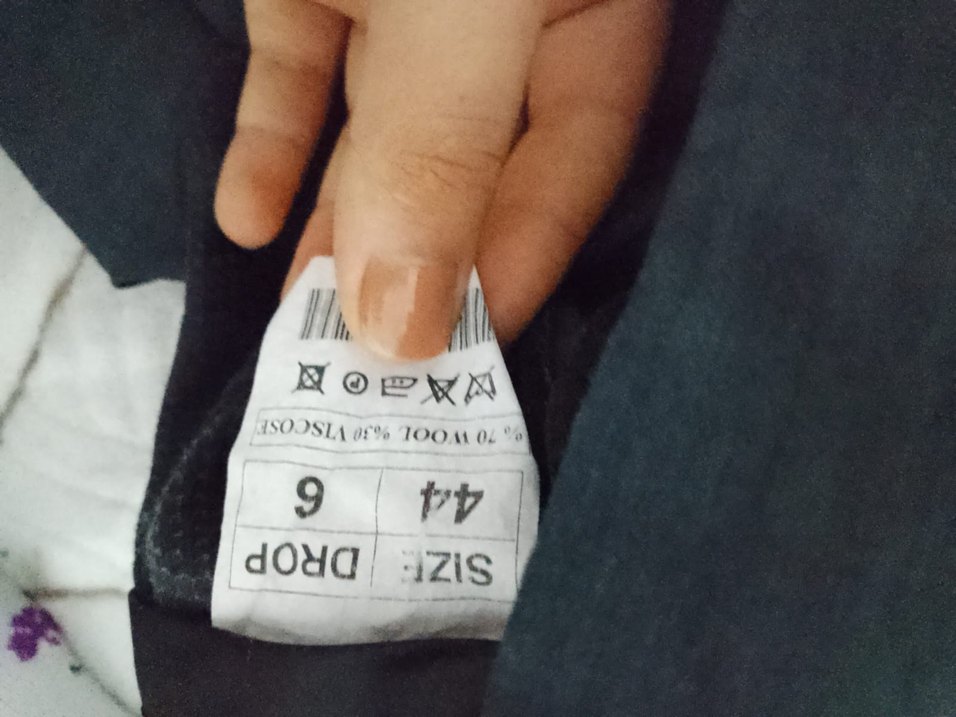 SIZE DROP
44 6
% 70 WOOL %30 VISCOSE